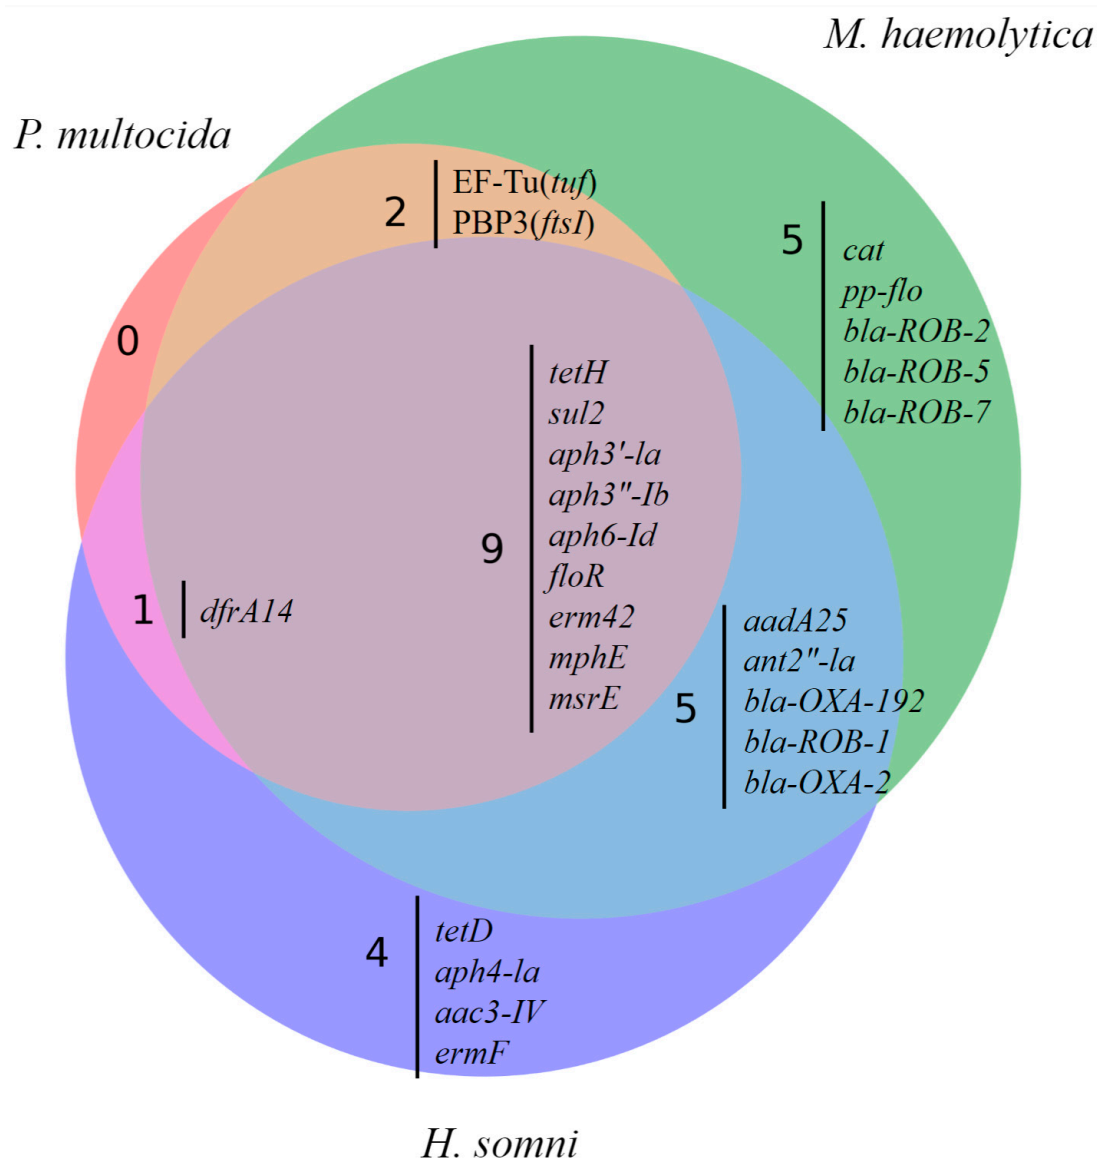 M. haemolytica
P. multocida
2
EF-Tu(tuf)
PBP3(ftsI)
5
cat
pp-flo
bla-ROB-2
bla-ROB-5
bla-ROB-7
0
9
tetH
sul2
aph3'-la
aph3"-Ib
aph6-Id
floR
erm42
mphE
msrE
1
dfrA14
5
aadA25
ant2"-la
bla-OXA-192
bla-ROB-1
bla-OXA-2
4
tetD
aph4-la
aac3-IV
ermF
H. somni